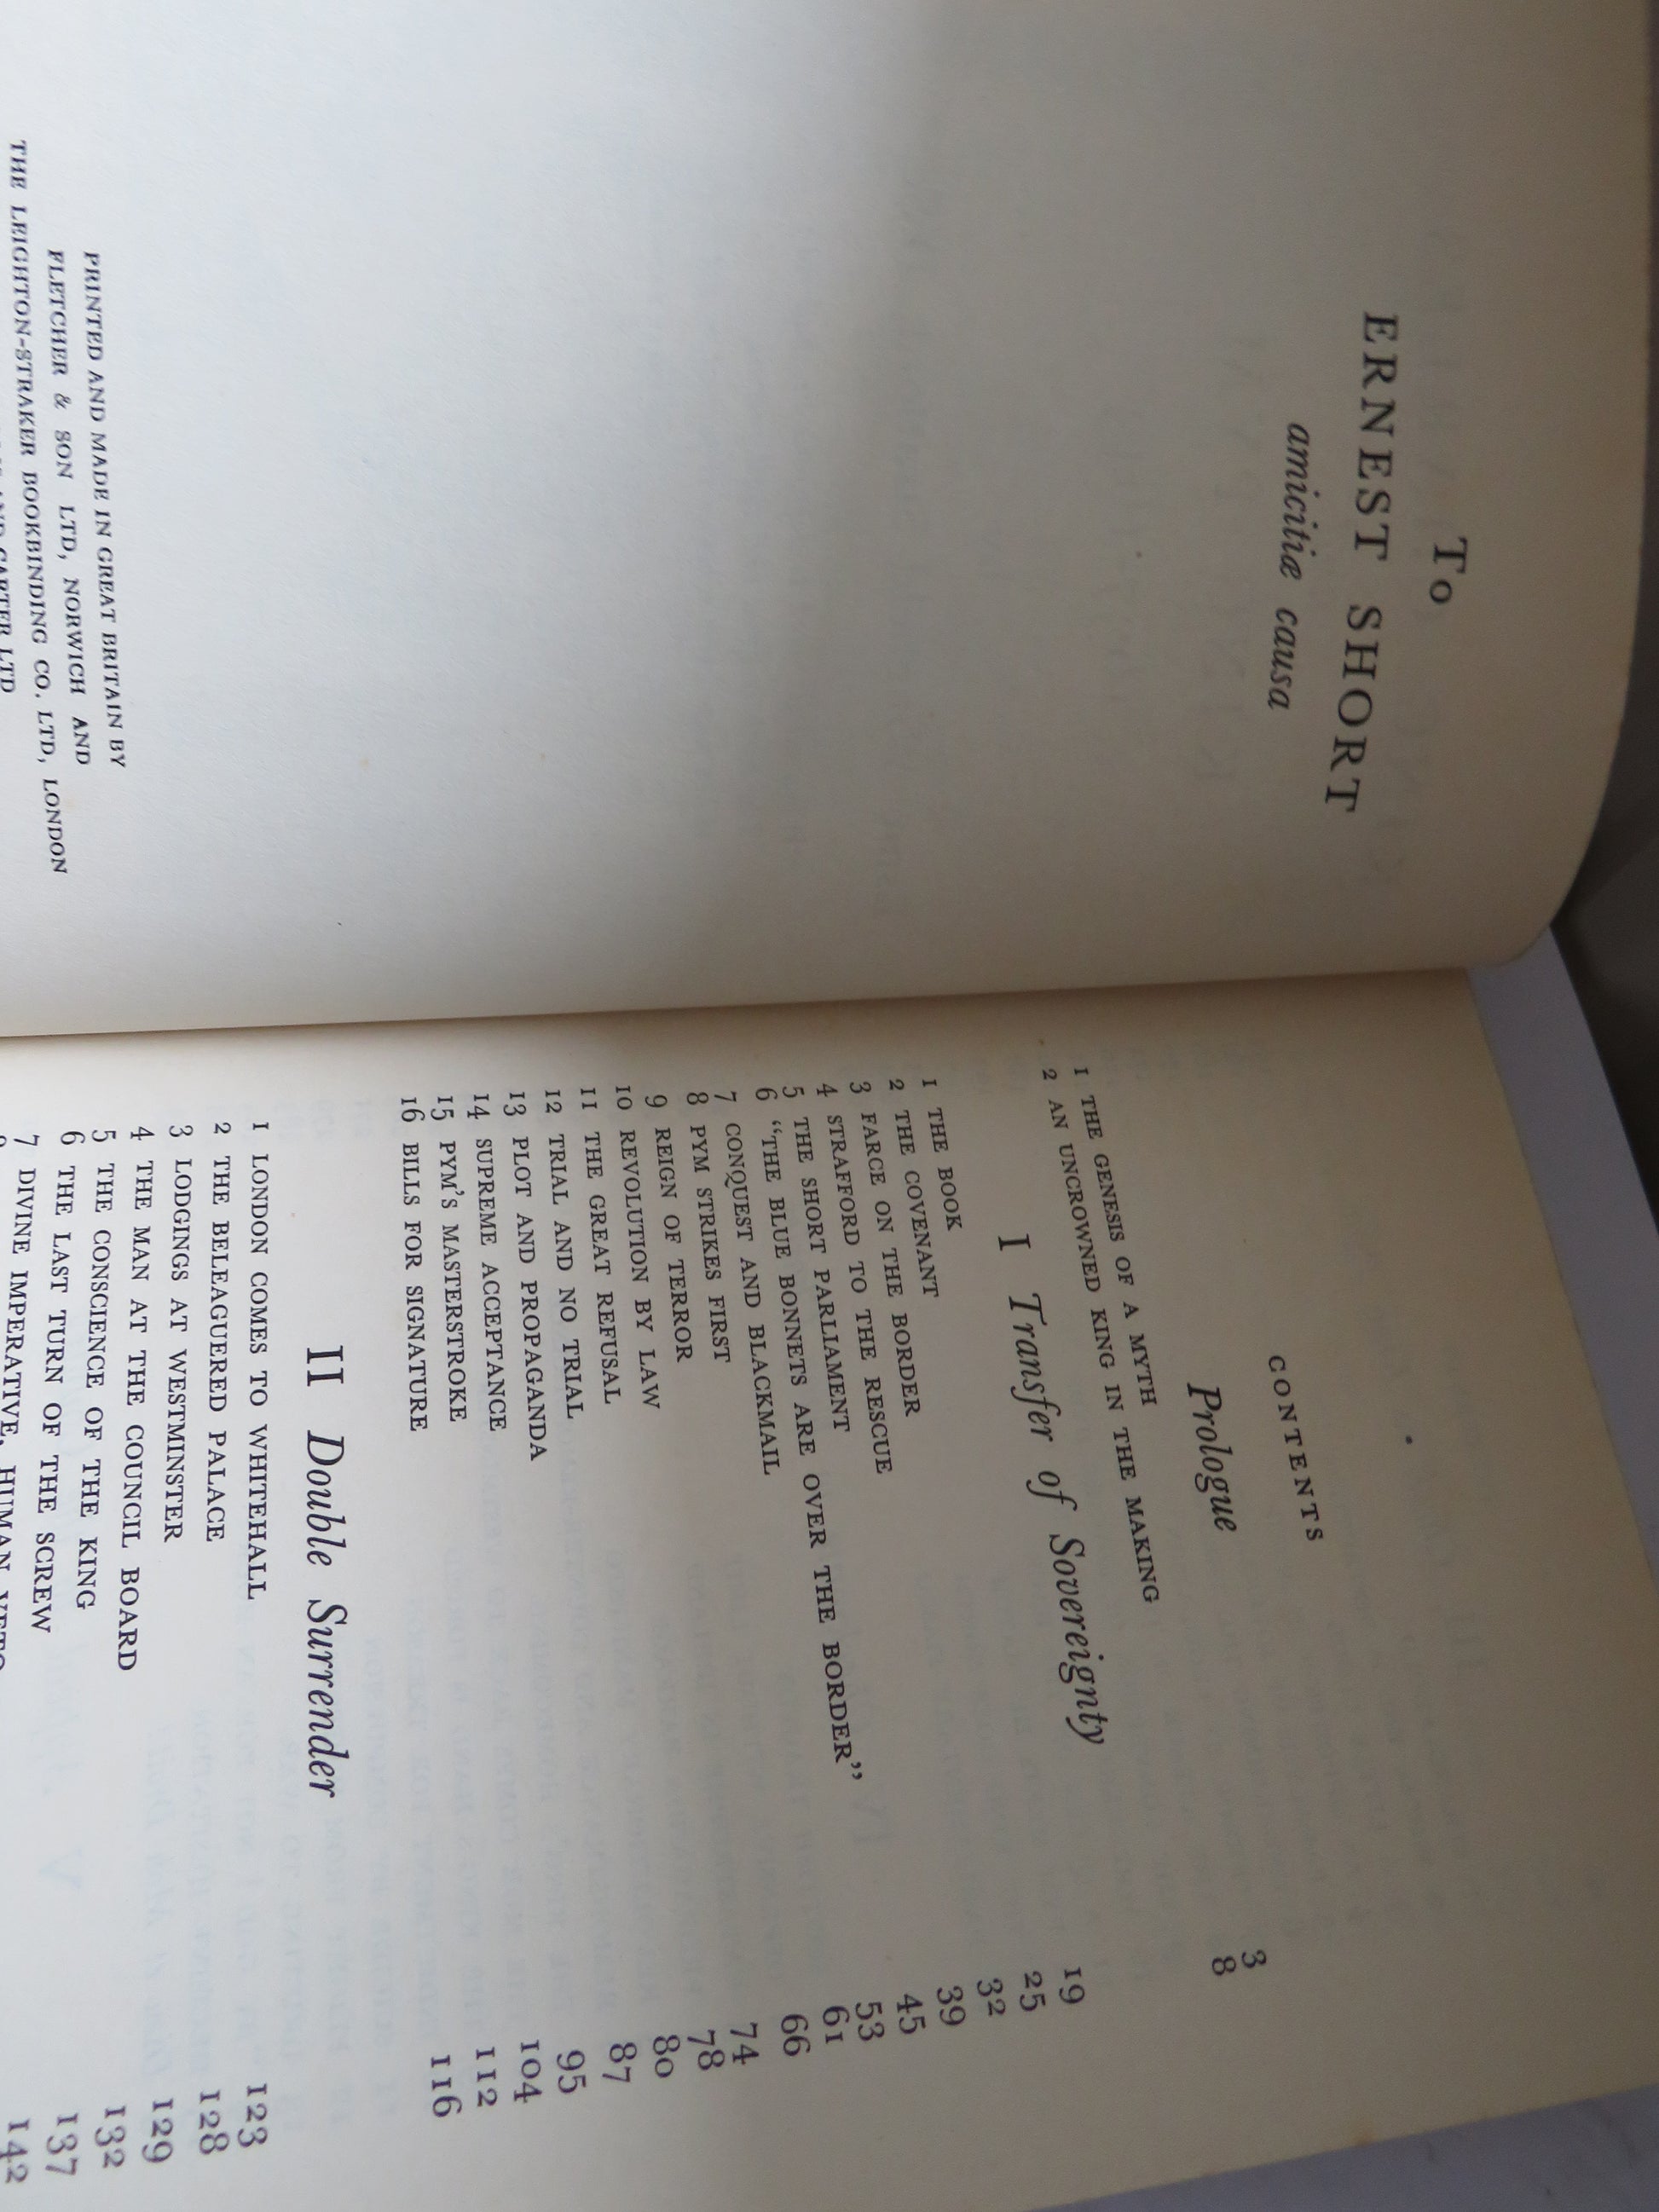 To
ERNEST SHORT
amicitiæ causa
PRINTED AND MADE IN GREAT BRITAIN BY
FLETCHER & SON LTD, NORWICH AND
THE LEIGHTON-STRAKER BOOKBINDING CO. LTD, LONDON
AND CARTER LTD
CONTENTS
Prologue
1 THE GENESIS OF A MYTH 3
2 AN UNCROWNED KING IN THE MAKING 8
I Transfer of Sovereignty
1 THE BOOK 19
2 THE COVENANT 25
3 FARCE ON THE BORDER 32
4 STRAFFORD TO THE RESCUE 39
5 THE SHORT PARLIAMENT 45
6 “THE BLUE BONNETS ARE OVER THE BORDER” 53
7 CONQUEST AND BLACKMAIL 61
8 PYM STRIKES FIRST 66
9 REIGN OF TERROR 74
10 REVOLUTION BY LAW 78
11 THE GREAT REFUSAL 80
12 TRIAL AND NO TRIAL 87
13 PLOT AND PROPAGANDA 95
14 SUPREME ACCEPTANCE 104
15 PYM’S MASTERSTROKE 112
16 BILLS FOR SIGNATURE 116
II Double Surrender
1 LONDON COMES TO WHITEHALL 123
2 THE BELEAGUERED PALACE 128
3 LODGINGS AT WESTMINSTER 129
4 THE MAN AT THE COUNCIL BOARD 132
5 THE CONSCIENCE OF THE KING 137
6 THE LAST TURN OF THE SCREW 142
7 DIVINE IMPERATIVE, HUMAN VETO